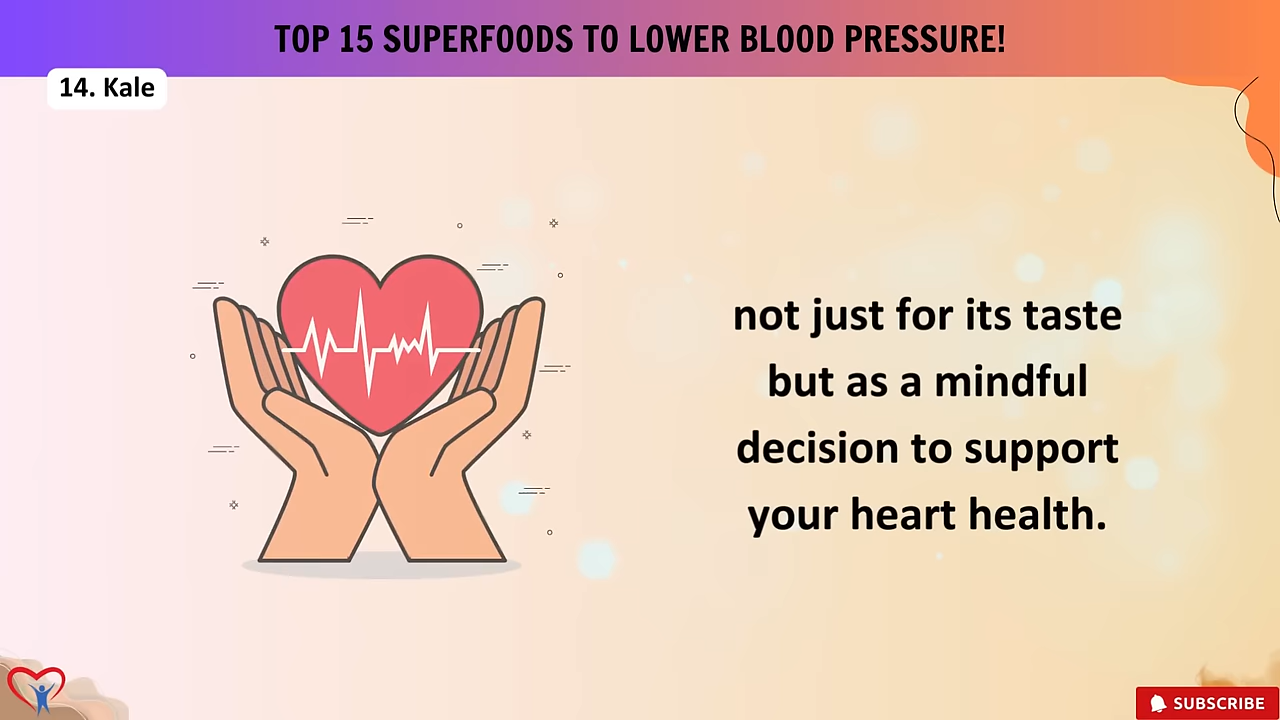 TOP 15 SUPERFOODS TO LOWER BLOOD PRESSURE!
14. Kale
not just for its taste
but as a mindful
decision to support
your heart health.
SUBSCRIBE